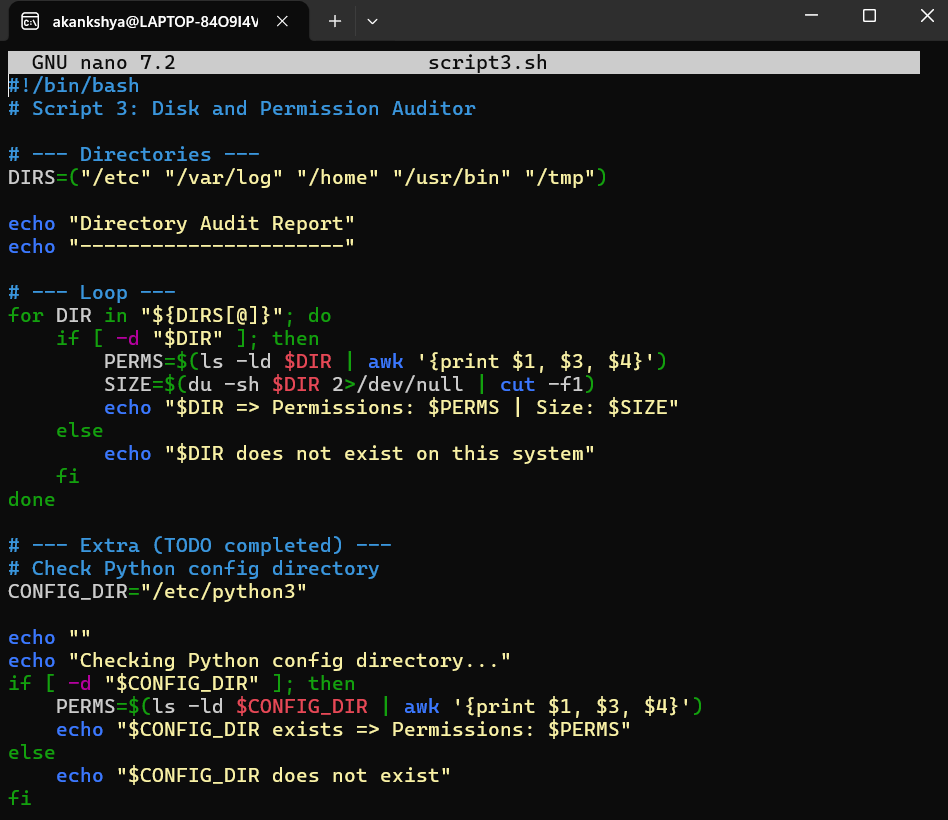 akankshya@LAPTOP-84O9I4V
GNU nano 7.2 script3.sh
#!/bin/bash
# Script 3: Disk and Permission Auditor

# --- Directories ---
DIRS=("/etc" "/var/log" "/home" "/usr/bin" "/tmp")

echo "Directory Audit Report"
echo "----------------------"

# --- Loop ---
for DIR in "${DIRS[@]}"; do
    if [ -d "$DIR" ]; then
        PERMS=$(ls -ld $DIR | awk '{print $1, $3, $4}')
        SIZE=$(du -sh $DIR 2>/dev/null | cut -f1)
        echo "$DIR => Permissions: $PERMS | Size: $SIZE"
    else
        echo "$DIR does not exist on this system"
    fi
done

# --- Extra (TODO completed) ---
# Check Python config directory
CONFIG_DIR="/etc/python3"

echo ""
echo "Checking Python config directory..."
if [ -d "$CONFIG_DIR" ]; then
    PERMS=$(ls -ld $CONFIG_DIR | awk '{print $1, $3, $4}')
    echo "$CONFIG_DIR exists => Permissions: $PERMS"
else
    echo "$CONFIG_DIR does not exist"
fi